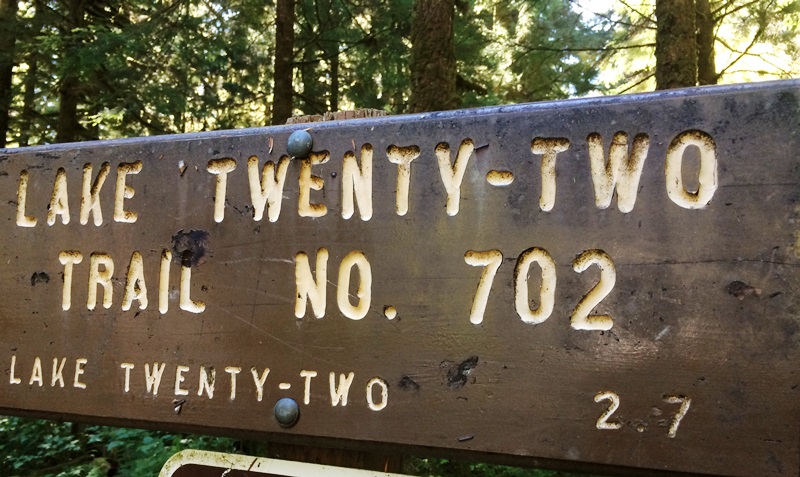 LAKE TWENTY-TWO
TRAIL NO. 702
LAKE TWENTY-TWO 2 7